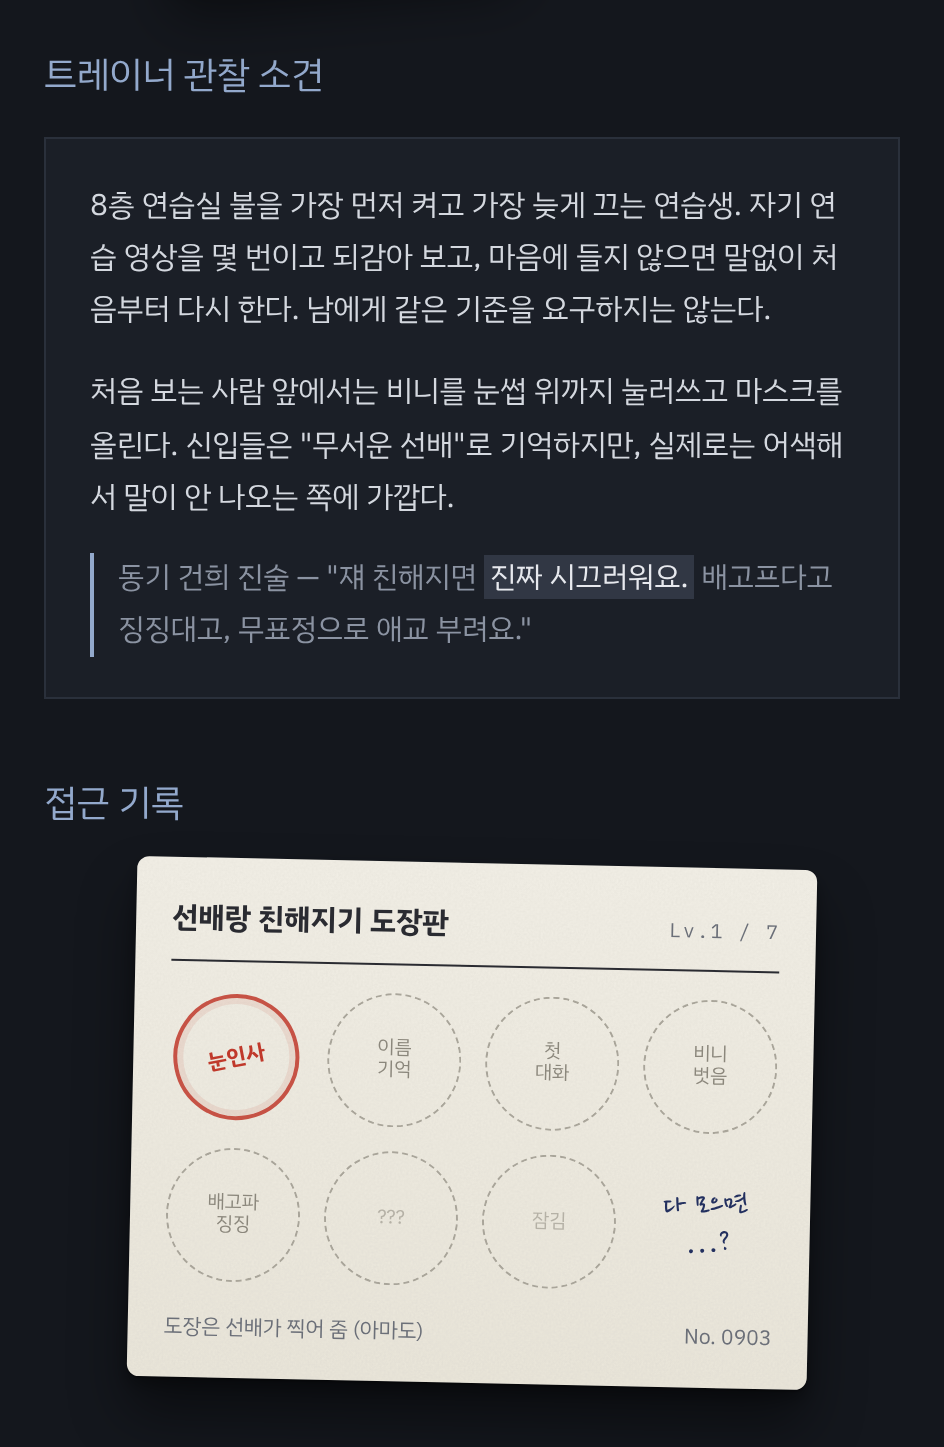 트레이너 관찰 소견
8층 연습실 불을 가장 먼저 켜고 가장 늦게 끄는 연습생. 자기 연
습 영상을 몇 번이고 되감아 보고, 마음에 들지 않으면 말없이 처
음부터 다시 한다. 남에게 같은 기준을 요구하지는 않는다.
처음 보는 사람 앞에서는 비니를 눈썹 위까지 눌러쓰고 마스크를
올린다. 신입들은 "무서운 선배"로 기억하지만, 실제로는 어색해
서 말이 안 나오는 쪽에 가깝다.
동기 건희 진술 — "쟤 친해지면 진짜 시끄러워요. 배고프다고
징징대고, 무표정으로 애교 부려요."
접근 기록
선배랑 친해지기 도장판
Lv.1 / 7
눈인사
이름
기억
첫
대화
비니
벗음
배고파
징징
???
잠김
다 모으면
...?
도장은 선배가 찍어 줌 (아마도)
No. 0903